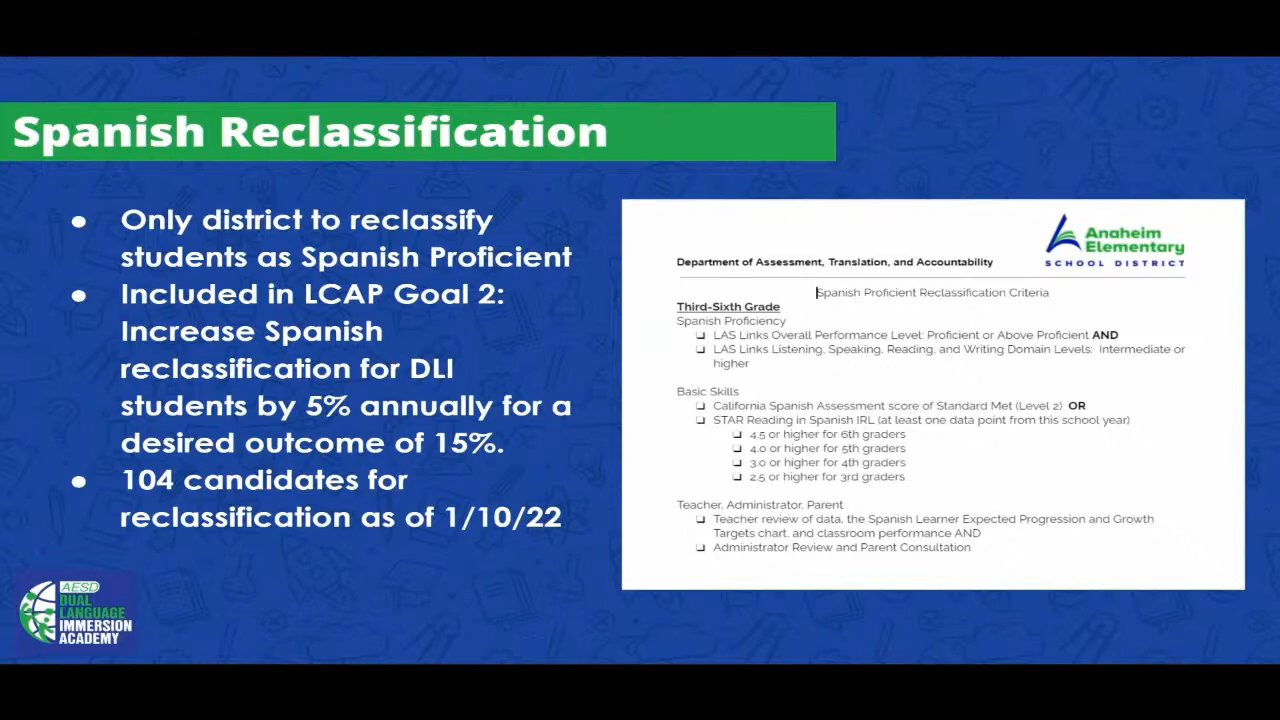 Spanish Reclassification
● Only district to reclassify
students as Spanish Proficient
● Included in LCAP Goal 2:
Increase Spanish
reclassification for DLI
students by 5% annually for a
desired outcome of 15%.
● 104 candidates for
reclassification as of 1/10/22
AESD
DUAL
LANGUAGE
IMMERSION
ACADEMY
Anaheim
Elementary
SCHOOL DISTRICT
Department of Assessment, Translation, and Accountability
Spanish Proficient Reclassification Criteria
Third-Sixth Grade
Spanish Proficiency
❏ LAS Links Overall Performance Level: Proficient or Above Proficient AND
❏ LAS Links Listening, Speaking, Reading, and Writing Domain Levels: Intermediate or
higher
Basic Skills
❏ California Spanish Assessment score of Standard Met (Level 2) OR
❏ STAR Reading in Spanish IRL (at least one data point from this school year)
❏ 4.5 or higher for 6th graders
❏ 4.0 or higher for 5th graders
❏ 3.0 or higher for 4th graders
❏ 2.5 or higher for 3rd graders
Teacher, Administrator, Parent
❏ Teacher review of data, the Spanish Learner Expected Progression and Growth
Targets chart, and classroom performance AND
❏ Administrator Review and Parent Consultation